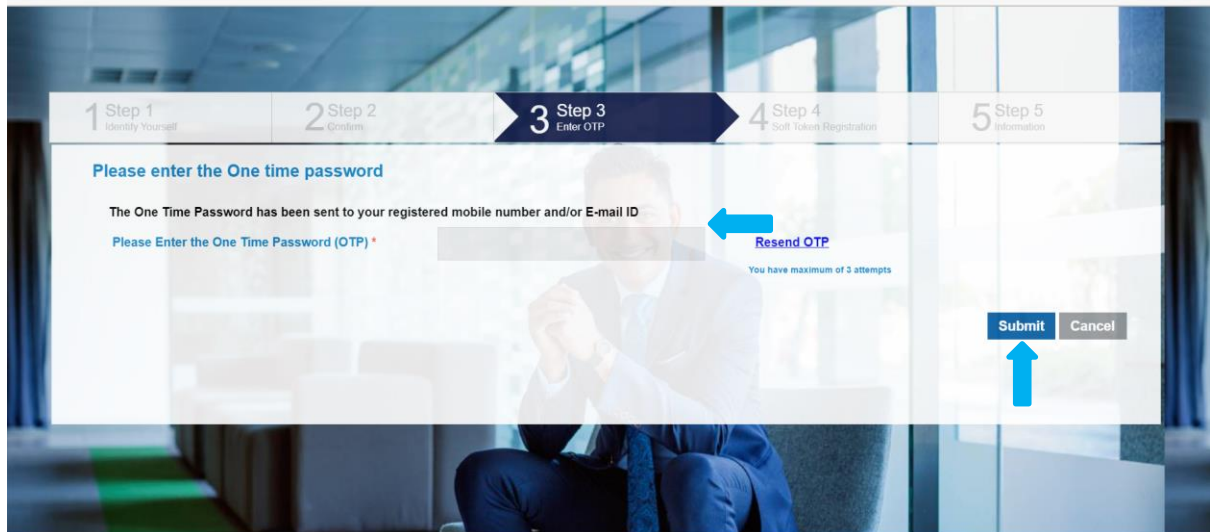 1 Step 1
Identify Yourself
2 Step 2
Confirm
3 Step 3
Enter OTP
4 Step 4
Soft Token Registration
5 Step 5
Information
Please enter the One time password
The One Time Password has been sent to your registered mobile number and/or E-mail ID
Please Enter the One Time Password (OTP) *
Resend OTP
You have maximum of 3 attempts
Submit Cancel